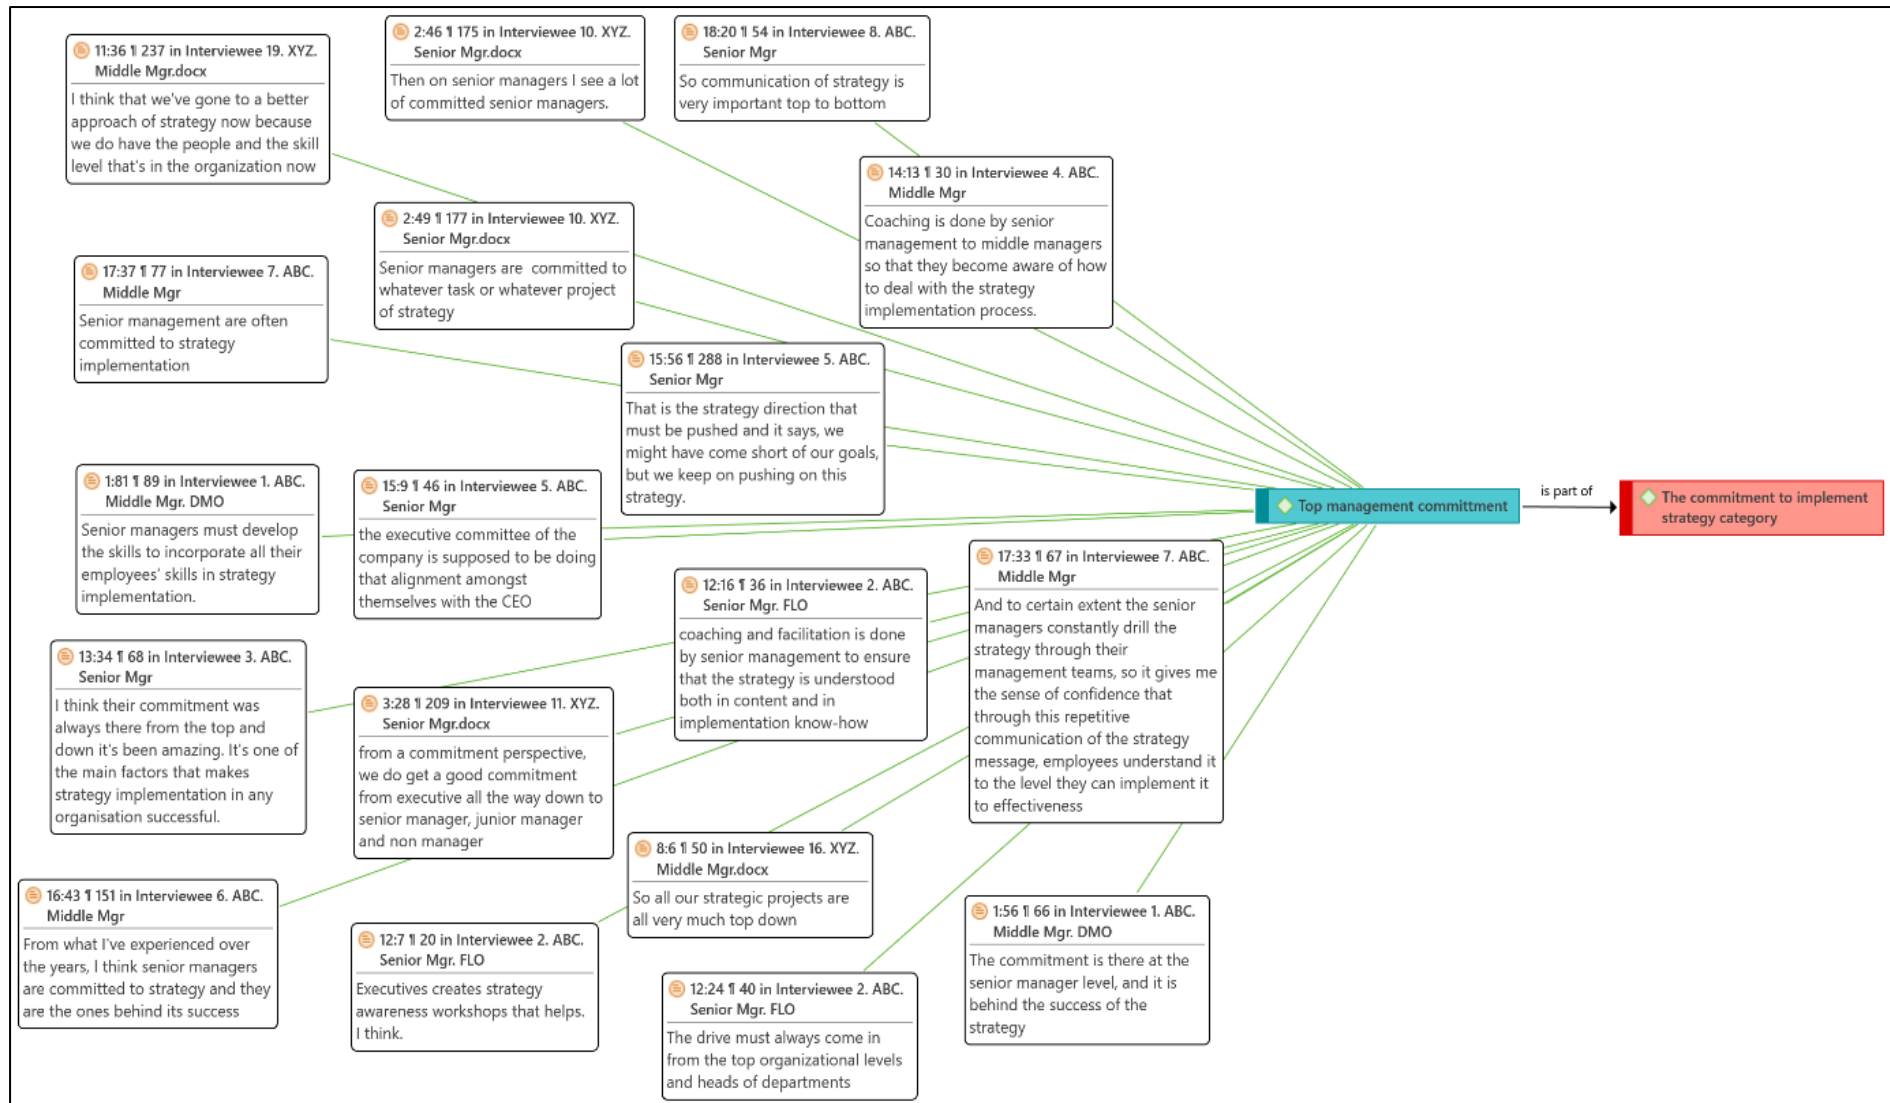 11:36 ¶ 237 in Interviewee 19. XYZ.
Middle Mgr.docx
I think that we've gone to a better
approach of strategy now because
we do have the people and the skill
level that's in the organization now
2:46 ¶ 175 in Interviewee 10. XYZ.
Senior Mgr.docx
Then on senior managers I see a lot
of committed senior managers.
18:20 ¶ 54 in Interviewee 8. ABC.
Senior Mgr
So communication of strategy is
very important top to bottom
14:13 ¶ 30 in Interviewee 4. ABC.
Middle Mgr
Coaching is done by senior
management to middle managers
so that they become aware of how
to deal with the strategy
implementation process.
2:49 ¶ 177 in Interviewee 10. XYZ.
Senior Mgr.docx
Senior managers are  committed to
whatever task or whatever project
of strategy
17:37 ¶ 77 in Interviewee 7. ABC.
Middle Mgr
Senior management are often
committed to strategy
implementation
15:56 ¶ 288 in Interviewee 5. ABC.
Senior Mgr
That is the strategy direction that
must be pushed and it says, we
might have come short of our goals,
but we keep on pushing on this
strategy.
1:81 ¶ 89 in Interviewee 1. ABC.
Middle Mgr. DMO
Senior managers must develop
the skills to incorporate all their
employees' skills in strategy
implementation.
15:9 ¶ 46 in Interviewee 5. ABC.
Senior Mgr
the executive committee of the
company is supposed to be doing
that alignment amongst
themselves with the CEO
Top management committment
is part of
The commitment to implement
strategy category
12:16 ¶ 36 in Interviewee 2. ABC.
Senior Mgr. FLO
coaching and facilitation is done
by senior management to ensure
that the strategy is understood
both in content and in
implementation know-how
17:33 ¶ 67 in Interviewee 7. ABC.
Middle Mgr
And to certain extent the senior
managers constantly drill the
strategy through their
management teams, so it gives me
the sense of confidence that
through this repetitive
communication of the strategy
message, employees understand it
to the level they can implement it
to effectiveness
13:34 ¶ 68 in Interviewee 3. ABC.
Senior Mgr
I think their commitment was
always there from the top and
down it's been amazing. It's one of
the main factors that makes
strategy implementation in any
organisation successful.
3:28 ¶ 209 in Interviewee 11. XYZ.
Senior Mgr.docx
from a commitment perspective,
we do get a good commitment
from executive all the way down to
senior manager, junior manager
and non manager
8:6 ¶ 50 in Interviewee 16. XYZ.
Middle Mgr.docx
So all our strategic projects are
all very much top down
16:43 ¶ 151 in Interviewee 6. ABC.
Middle Mgr
From what I've experienced over
the years, I think senior managers
are committed to strategy and they
are the ones behind its success
12:7 ¶ 20 in Interviewee 2. ABC.
Senior Mgr. FLO
Executives creates strategy
awareness workshops that helps.
I think.
12:24 ¶ 40 in Interviewee 2. ABC.
Senior Mgr. FLO
The drive must always come in
from the top organizational levels
and heads of departments
1:56 ¶ 66 in Interviewee 1. ABC.
Middle Mgr. DMO
The commitment is there at the
senior manager level, and it is
behind the success of the
strategy